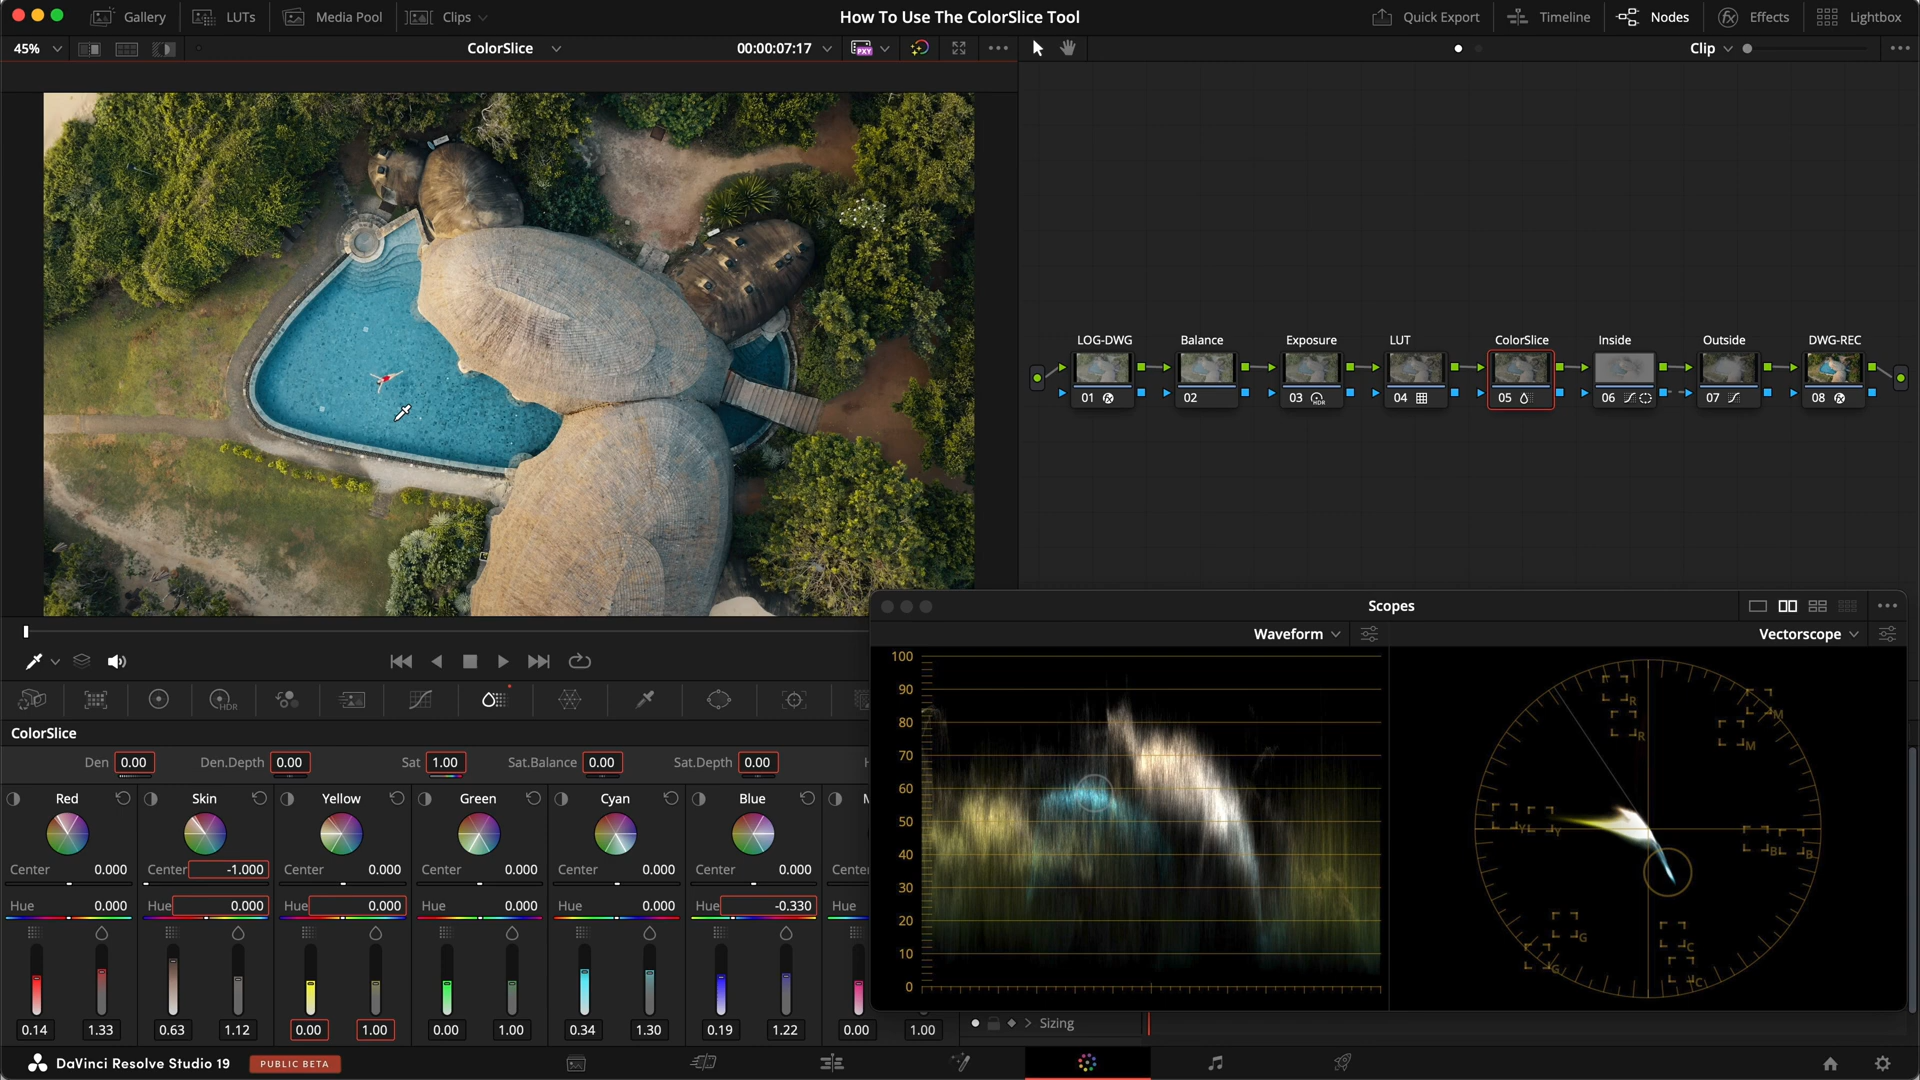 Gallery LUTs Media Pool Clips How To Use The ColorSlice Tool Quick Export Timeline Nodes Effects Lightbox
45% ColorSlice 00:00:07:17 PXY Clip
LOG-DWG Balance Exposure LUT ColorSlice Inside Outside DWG-REC
01 02 03 HDR 04 05 06 07 08
Scopes
Waveform Vectorscope
100
90
80
70
60
50
40
30
20
10
0
R M
R M
Y Y B B
G C
G C
HDR
ColorSlice
Den 0.00 Den.Depth 0.00 Sat 1.00 Sat.Balance 0.00 Sat.Depth 0.00
Red Skin Yellow Green Cyan Blue
Center 0.000 Center -1.000 Center 0.000 Center 0.000 Center 0.000 Center 0.000 Center
Hue 0.000 Hue 0.000 Hue 0.000 Hue 0.000 Hue 0.000 Hue -0.330 Hue
0.14 1.33 0.63 1.12 0.00 1.00 0.00 1.00 0.34 1.30 0.19 1.22 0.00 1.00
Sizing
DaVinci Resolve Studio 19 PUBLIC BETA